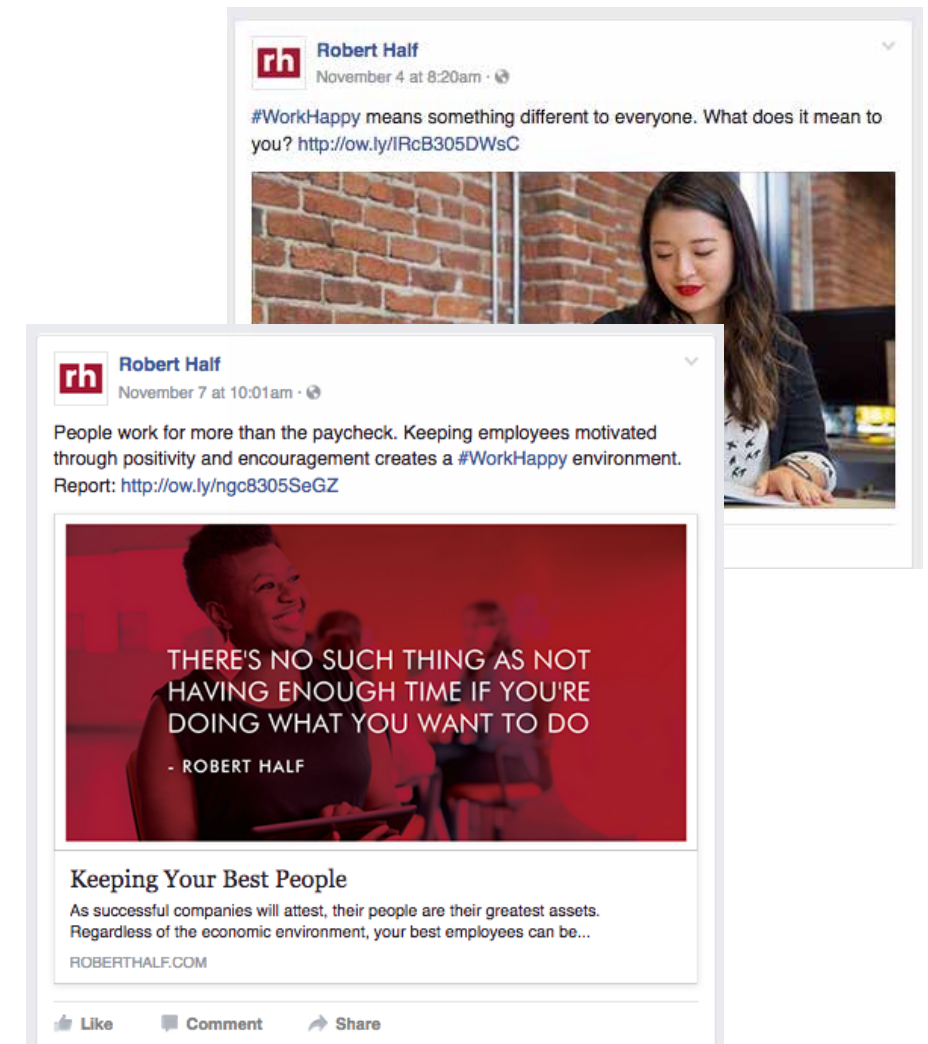 rh
Robert Half
November 4 at 8:20am ·
#WorkHappy means something different to everyone. What does it mean to
you? http://ow.ly/IRcB305DWsC
rh
Robert Half
November 7 at 10:01am ·
People work for more than the paycheck. Keeping employees motivated
through positivity and encouragement creates a #WorkHappy environment.
Report: http://ow.ly/ngc8305SeGZ
THERE'S NO SUCH THING AS NOT
HAVING ENOUGH TIME IF YOU'RE
DOING WHAT YOU WANT TO DO
- ROBERT HALF
Keeping Your Best People
As successful companies will attest, their people are their greatest assets.
Regardless of the economic environment, your best employees can be...
ROBERTHALF.COM
Like Comment Share